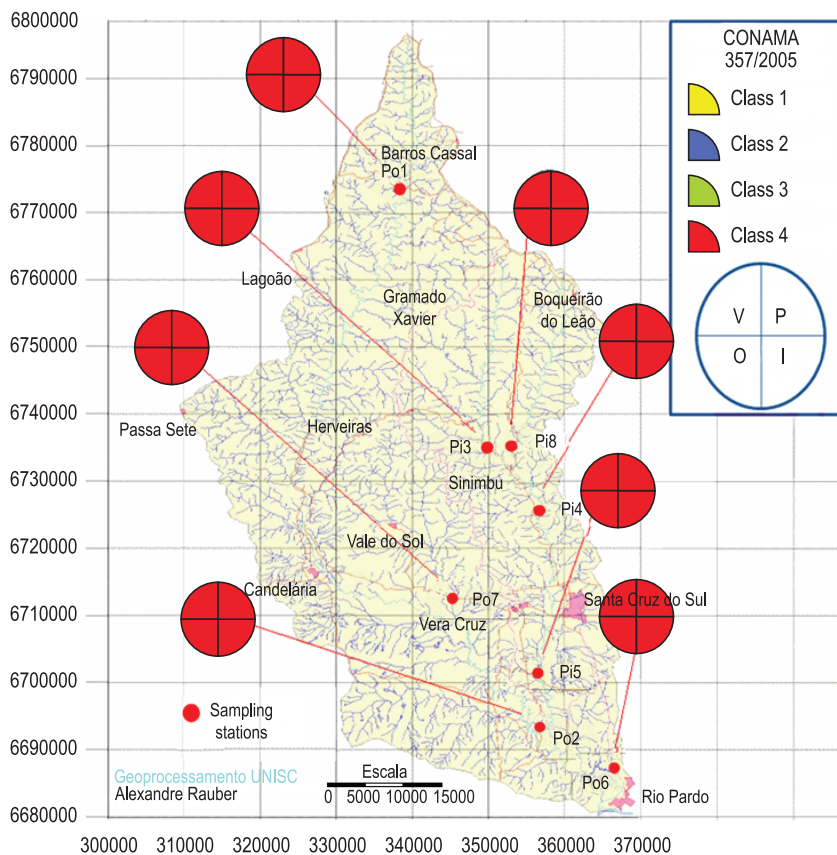 6800000
6790000
6780000
6770000
6760000
6750000
6740000
6730000
6720000
6710000
6700000
6690000
6680000
300000 310000 320000 330000 340000 350000 360000 370000
CONAMA
357/2005
Class 1
Class 2
Class 3
Class 4
V P
O I
Barros Cassal
Po1
Lagoão
Gramado
Xavier
Boqueirão
do Leão
Passa Sete
Herveiras
Pi3
Pi8
Sinimbu
Pi4
Vale do Sol
Candelária
Po7
Vera Cruz
Santa Cruz do Sul
Pi5
Po2
Po6
Rio Pardo
Sampling
stations
Geoprocessamento UNISC
Alexandre Rauber
Escala
0 5000 10000 15000